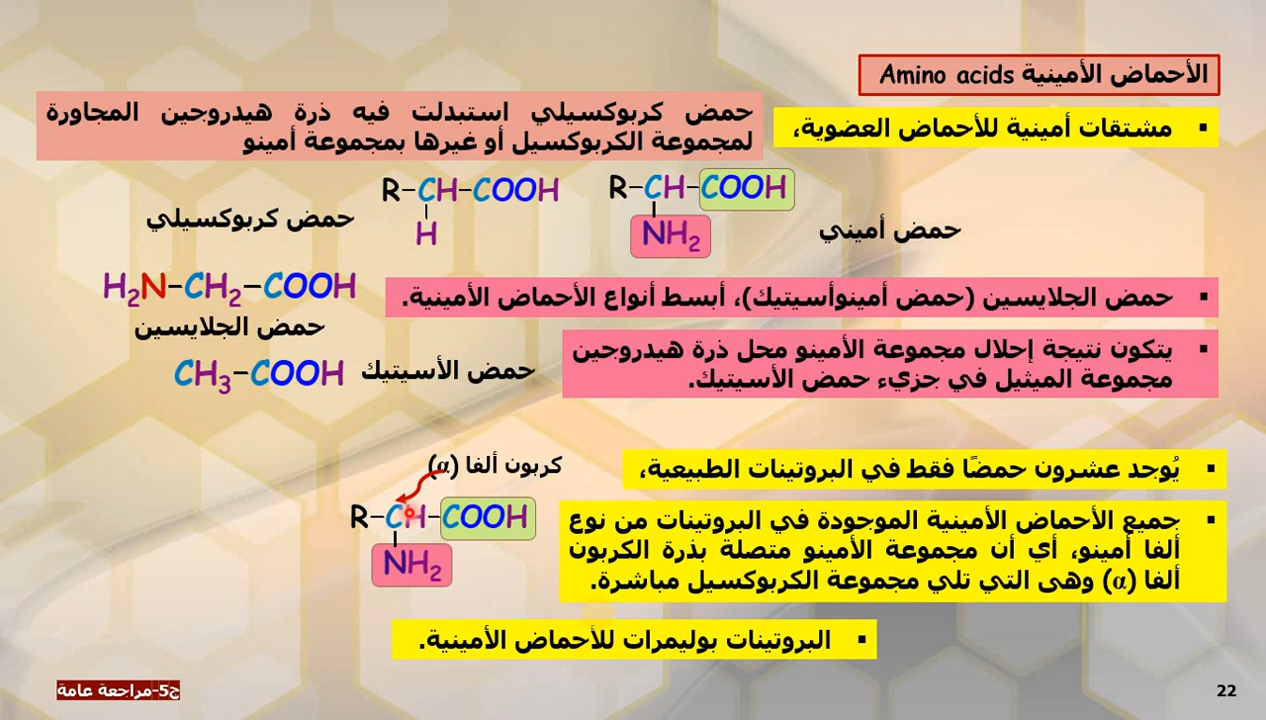 الأحماض الأمينية Amino acids
▪ مشتقات أمينية للأحماض العضوية،
حمض كربوكسيلي استبدلت فيه ذرة هيدروجين المجاورة
لمجموعة الكربوكسيل أو غيرها بمجموعة أمينو
R–CH–COOH
NH2
حمض أميني
R–CH–COOH
H
حمض كربوكسيلي
▪ حمض الجلايسين (حمض أمينوأسيتيك)، أبسط أنواع الأحماض الأمينية.
H2N–CH2–COOH
حمض الجلايسين
▪ يتكون نتيجة إحلال مجموعة الأمينو محل ذرة هيدروجين
مجموعة الميثيل في جزيء حمض الأسيتيك.
حمض الأسيتيك
CH3–COOH
▪ يُوجد عشرون حمضًا فقط في البروتينات الطبيعية،
كربون ألفا (α)
▪ جميع الأحماض الأمينية الموجودة في البروتينات من نوع
ألفا أمينو، أي أن مجموعة الأمينو متصلة بذرة الكربون
ألفا (α) وهى التي تلي مجموعة الكربوكسيل مباشرة.
R–CH–COOH
NH2
▪ البروتينات بوليمرات للأحماض الأمينية.
ج5-مراجعة عامة
22